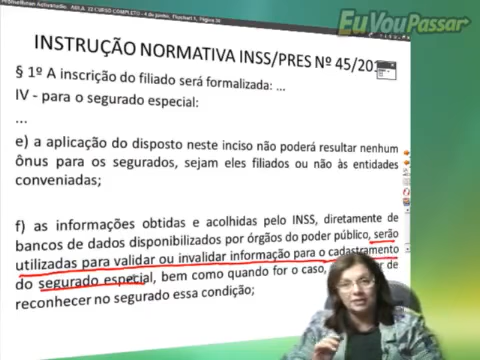 EuVouPassar
INSTRUÇÃO NORMATIVA INSS/PRES Nº 45/20
§ 1º A inscrição do filiado será formalizada: ...
IV - para o segurado especial:
...
e) a aplicação do disposto neste inciso não poderá resultar nenhum
ônus para os segurados, sejam eles filiados ou não às entidades
conveniadas;
f) as informações obtidas e acolhidas pelo INSS, diretamente de
bancos de dados disponibilizados por órgãos do poder público, serão
utilizadas para validar ou invalidar informação para o cadastramento
do segurado especial, bem como quando for o caso, de
reconhecer no segurado essa condição;